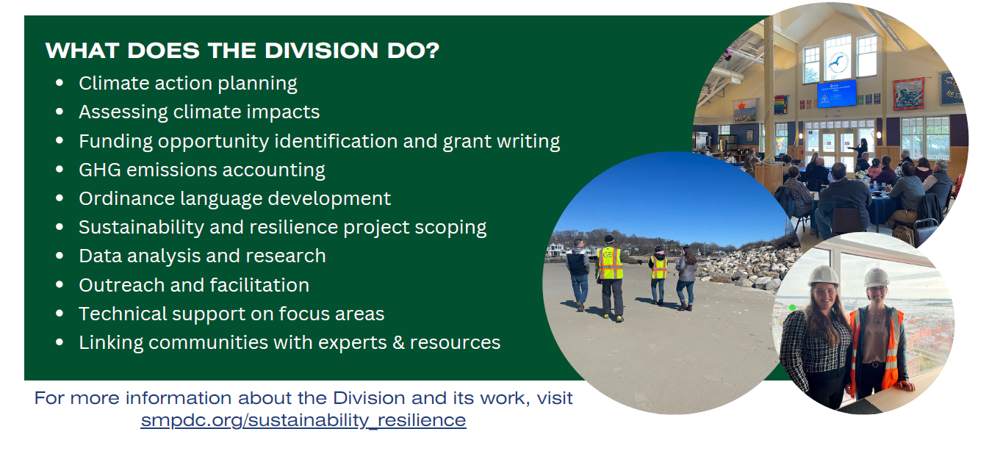 WHAT DOES THE DIVISION DO?
• Climate action planning
• Assessing climate impacts
• Funding opportunity identification and grant writing
• GHG emissions accounting
• Ordinance language development
• Sustainability and resilience project scoping
• Data analysis and research
• Outreach and facilitation
• Technical support on focus areas
• Linking communities with experts & resources
For more information about the Division and its work, visit
smpdc.org/sustainability_resilience
GE